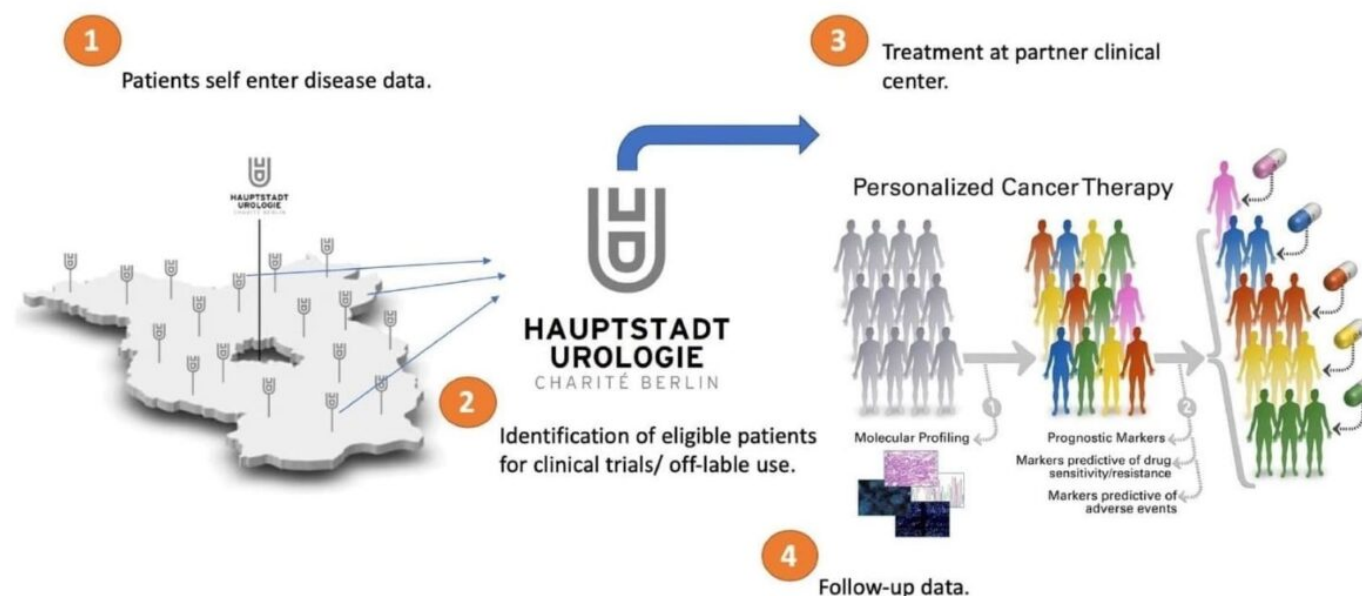 1
Patients self enter disease data.
HAUPTSTADT
UROLOGIE
CHARITÉ BERLIN
2
HAUPTSTADT
UROLOGIE
CHARITÉ BERLIN
Identification of eligible patients
for clinical trials/ off-lable use.
3
Treatment at partner clinical
center.
Personalized Cancer Therapy
1
Molecular Profiling
2
Prognostic Markers
Markers predictive of drug
sensitivity/resistance
Markers predictive of
adverse events
4
Follow-up data.